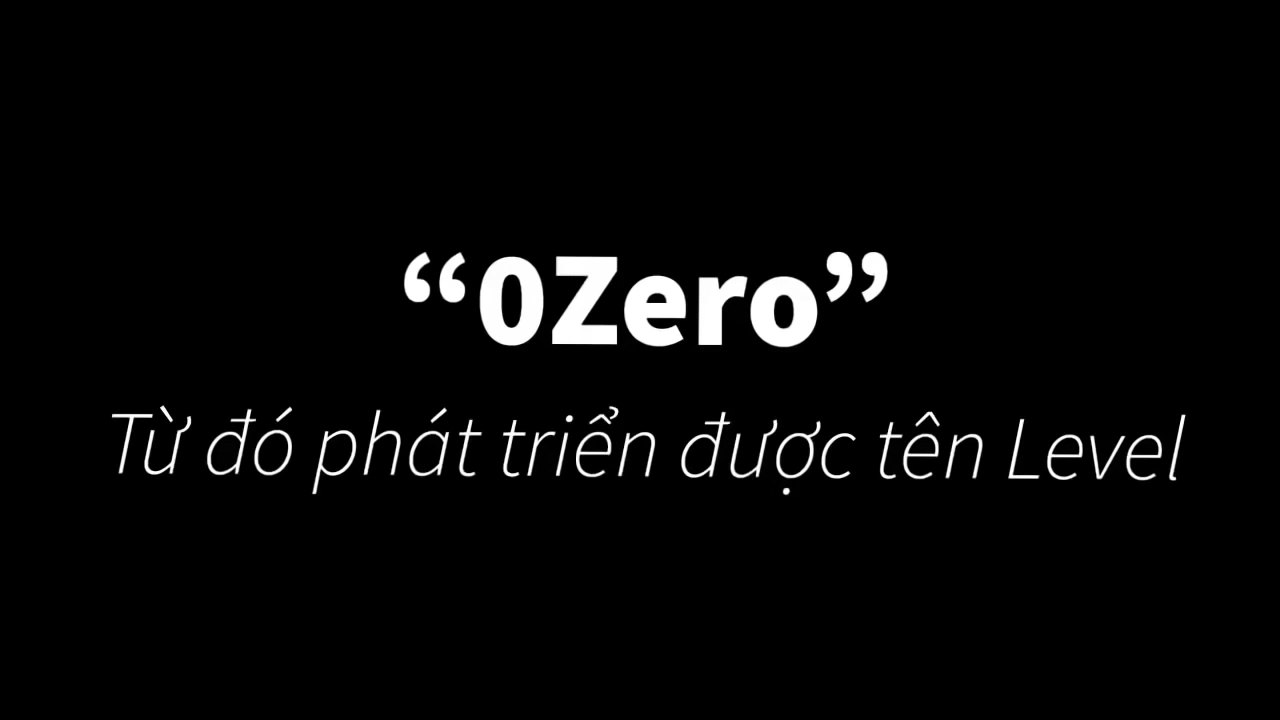 “0Zero”
Từ đó phát triển được tên Level